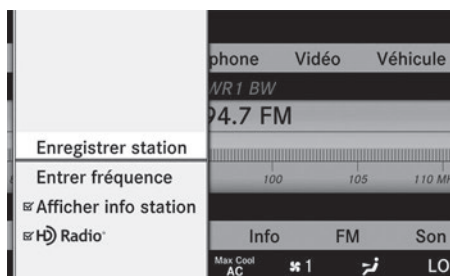 phone Vidéo Véhicule
WR1 BW
94.7 FM
Enregistrer station
Entrer fréquence
100 105 110 MH
Afficher info station
HD Radio
Info FM Son
Max Cool AC 1 LO